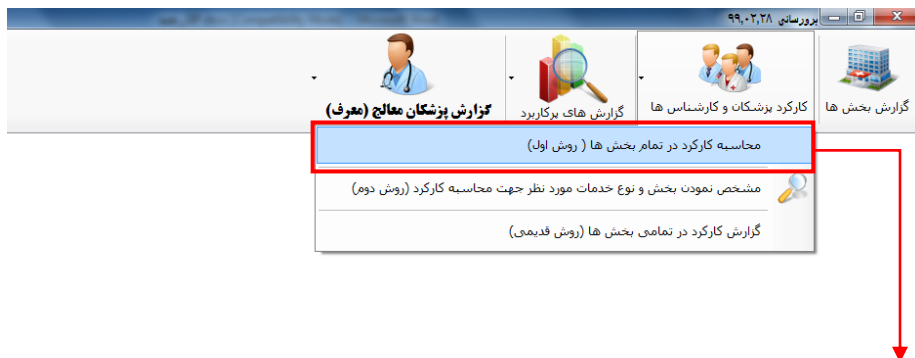 بروزرسانی ۹۹,۰۲,۲۸
گزارش بخش ها
کارکرد پزشکان و کارشناس ها
گزارش های پرکاربرد
گزارش پزشکان معالج (معرف)
محاسبه کارکرد در تمام بخش ها ( روش اول)
مشخص نمودن بخش و نوع خدمات مورد نظر جهت محاسبه کارکرد (روش دوم)
گزارش کارکرد در تمامی بخش ها (روش قدیمی)